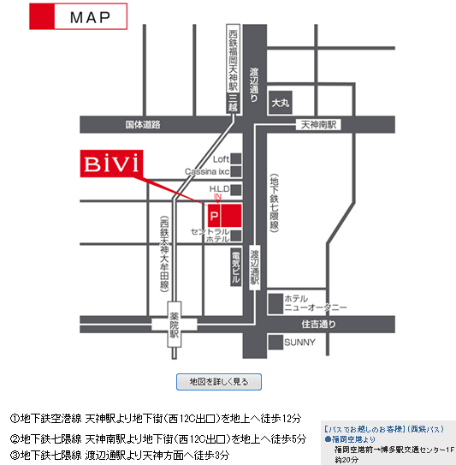 MAP
西鉄福岡天神駅
三越
渡辺通り
大丸
国体道路
天神南駅
BiVi
Loft
Cassina ixc
H.L.D
(地下鉄七隈線)
P
セントラル
ホテル
(西鉄天神大牟田線)
電気ビル
渡辺通駅
薬院駅
ホテル
ニューオータニー
住吉通り
SUNNY
地図を詳しく見る
①地下鉄空港線 天神駅より地下街(西12C出口)を地上へ徒歩12分
②地下鉄七隈線 天神南駅より地下街(西12C出口)を地上へ徒歩5分
③地下鉄七隈線 渡辺通駅より天神方面へ徒歩3分
[バスでお越しのお客様](西鉄バス)
●福岡空港より
福岡空港前→博多駅交通センター1F
約20分